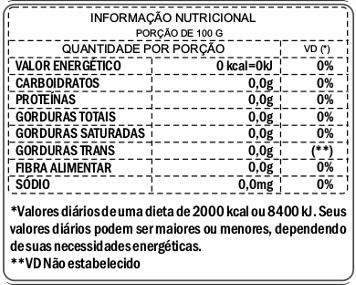 INFORMAÇÃO NUTRICIONAL
PORÇÃO DE 100 G
QUANTIDADE POR PORÇÃO VD (*)
VALOR ENERGÉTICO 0 kcal=0kJ 0%
CARBOIDRATOS 0,0g 0%
PROTEÍNAS 0,0g 0%
GORDURAS TOTAIS 0,0g 0%
GORDURAS SATURADAS 0,0g 0%
GORDURAS TRANS 0,0g (**)
FIBRA ALIMENTAR 0,0g 0%
SÓDIO 0,0mg 0%
*Valores diários de uma dieta de 2000 kcal ou 8400 kJ. Seus
valores diários podem ser maiores ou menores, dependendo
de suas necessidades energéticas.
**VD Não estabelecido